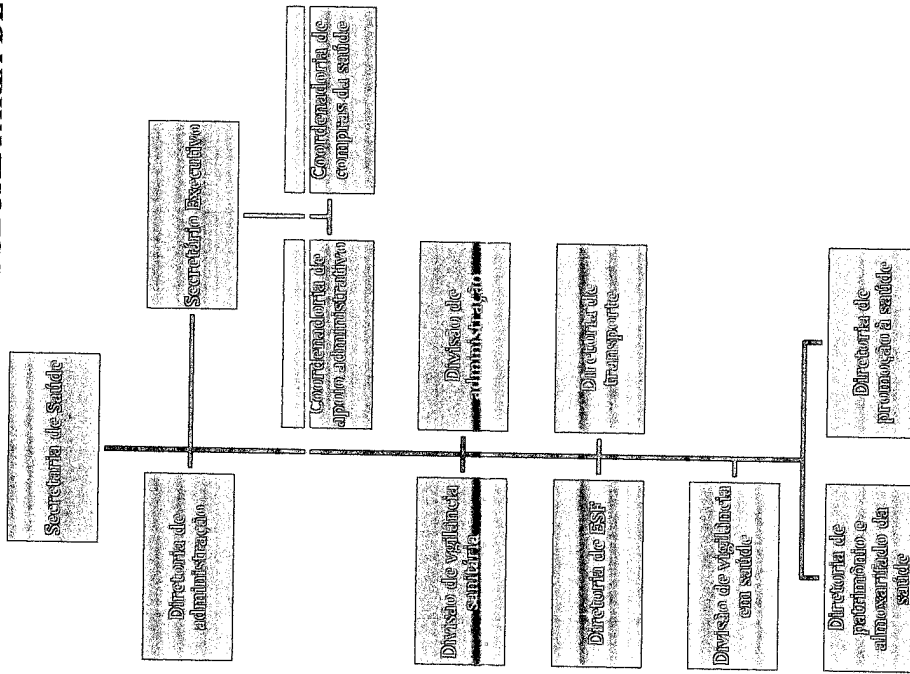 Secretaria de Saúde
Diretoria de
administração
Secretário Executivo
Coordenadoria de
apoio administrativo
Coordenadoria de
compras da saúde
Divisão de vgilância
sanitária
Divisão de
administração
Diretoria de ESF
Diretoria de
transporte
Divisão de vigilância
em saúde
Diretoria de
patrimônio e
almoxarifado da
saúde
Diretoria de
promoção à saúde